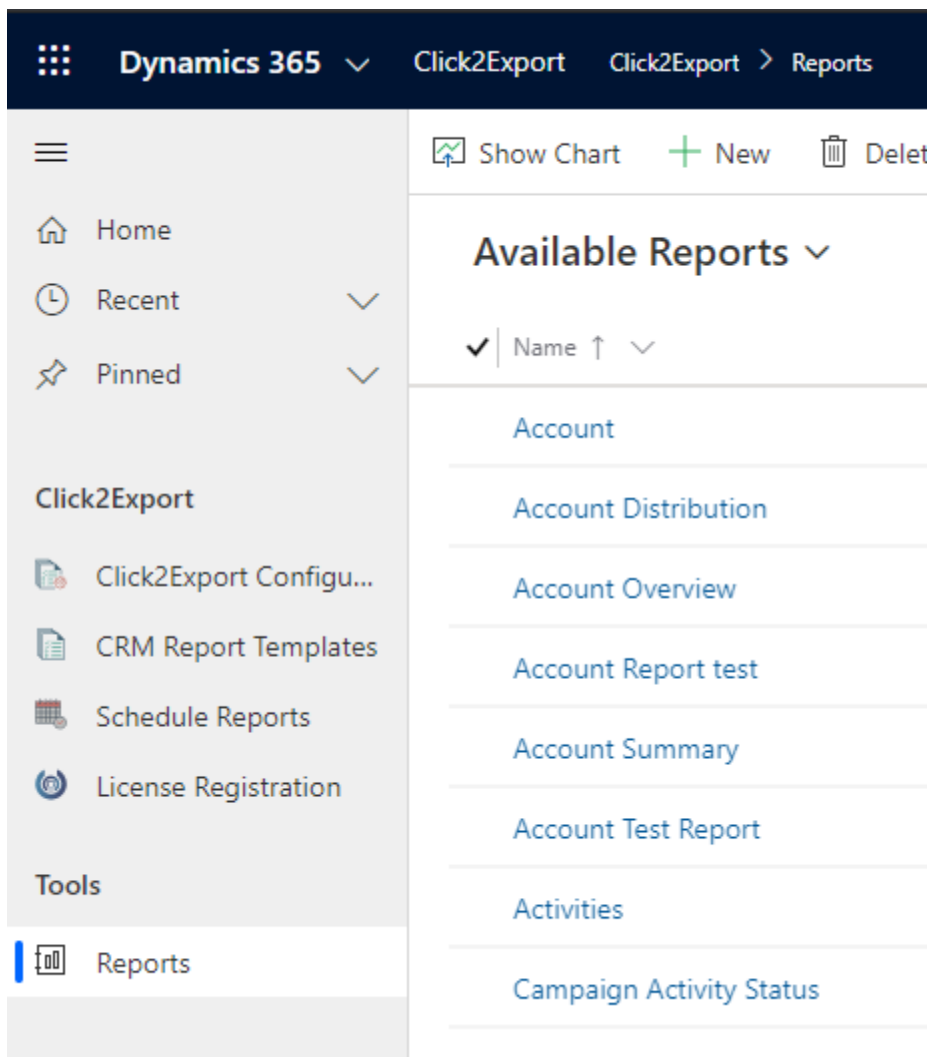 Dynamics 365 Click2Export Click2Export > Reports
Show Chart + New Delet
Home
Recent
Pinned
Click2Export
Click2Export Configu...
CRM Report Templates
Schedule Reports
License Registration
Tools
Reports
Available Reports
Name ↑
Account
Account Distribution
Account Overview
Account Report test
Account Summary
Account Test Report
Activities
Campaign Activity Status